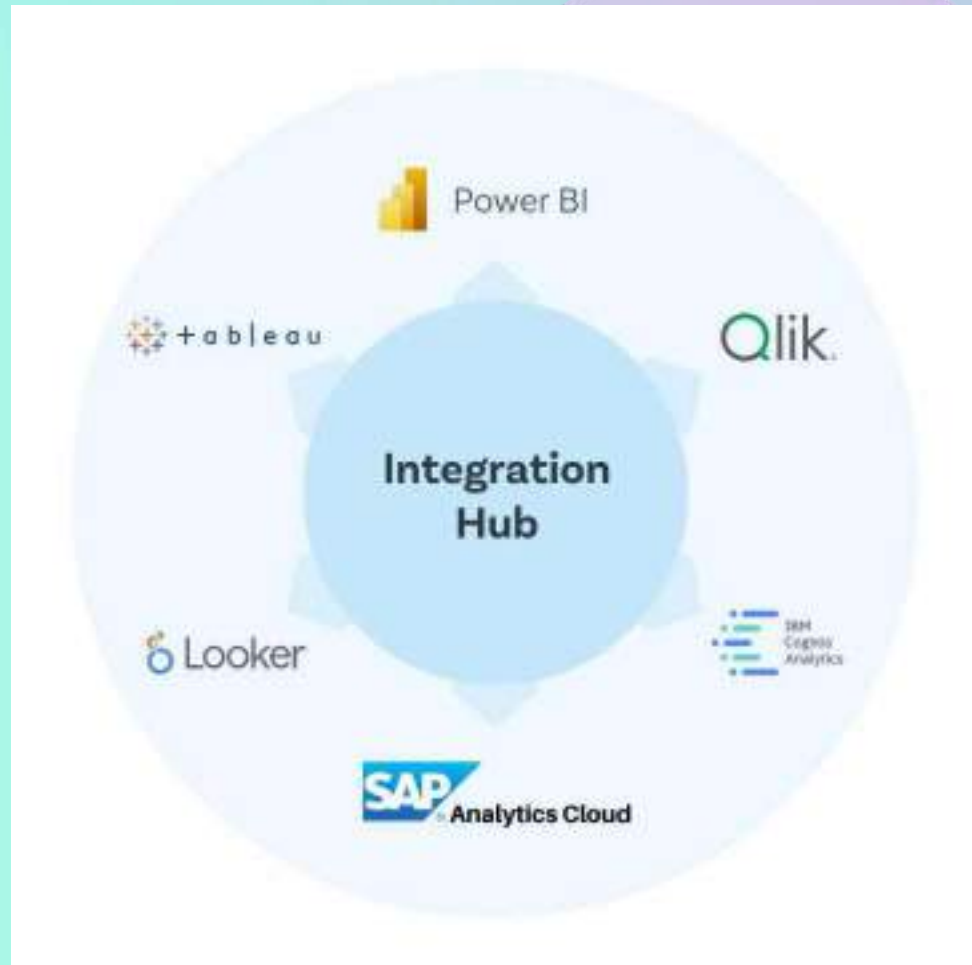 Power BI
+ableau
Qlik
Integration
Hub
Looker
IBM
Cognos
Analytics
SAP
Analytics Cloud